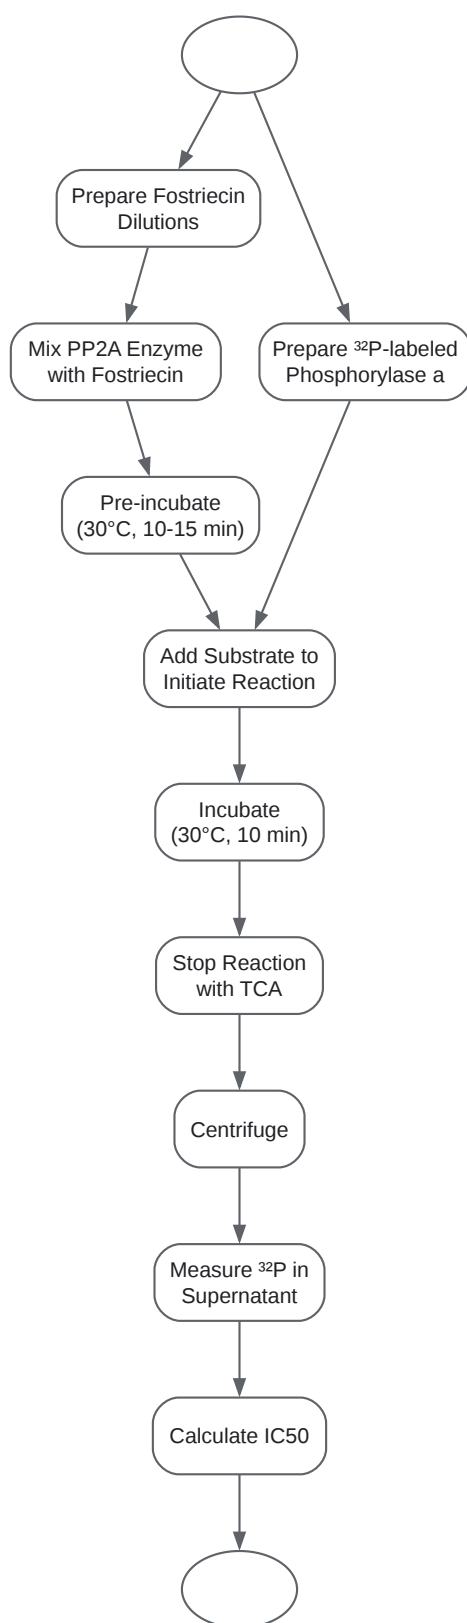 Prepare Fostriecin
Dilutions
Mix PP2A Enzyme
with Fostriecin
Prepare ³²P-labeled
Phosphorylase a
Pre-incubate
(30°C, 10-15 min)
Add Substrate to
Initiate Reaction
Incubate
(30°C, 10 min)
Stop Reaction
with TCA
Centrifuge
Measure ³²P in
Supernatant
Calculate IC50